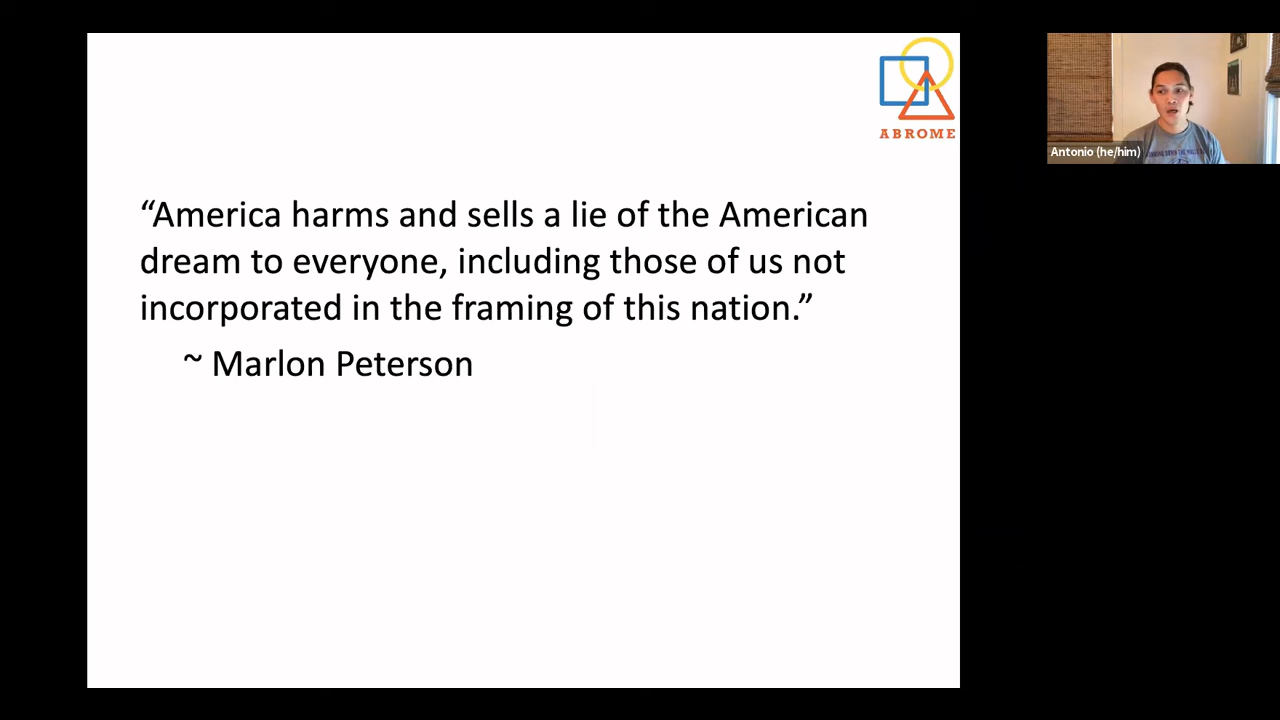 ABROME
“America harms and sells a lie of the American
dream to everyone, including those of us not
incorporated in the framing of this nation.”
~ Marlon Peterson
Antonio (he/him)